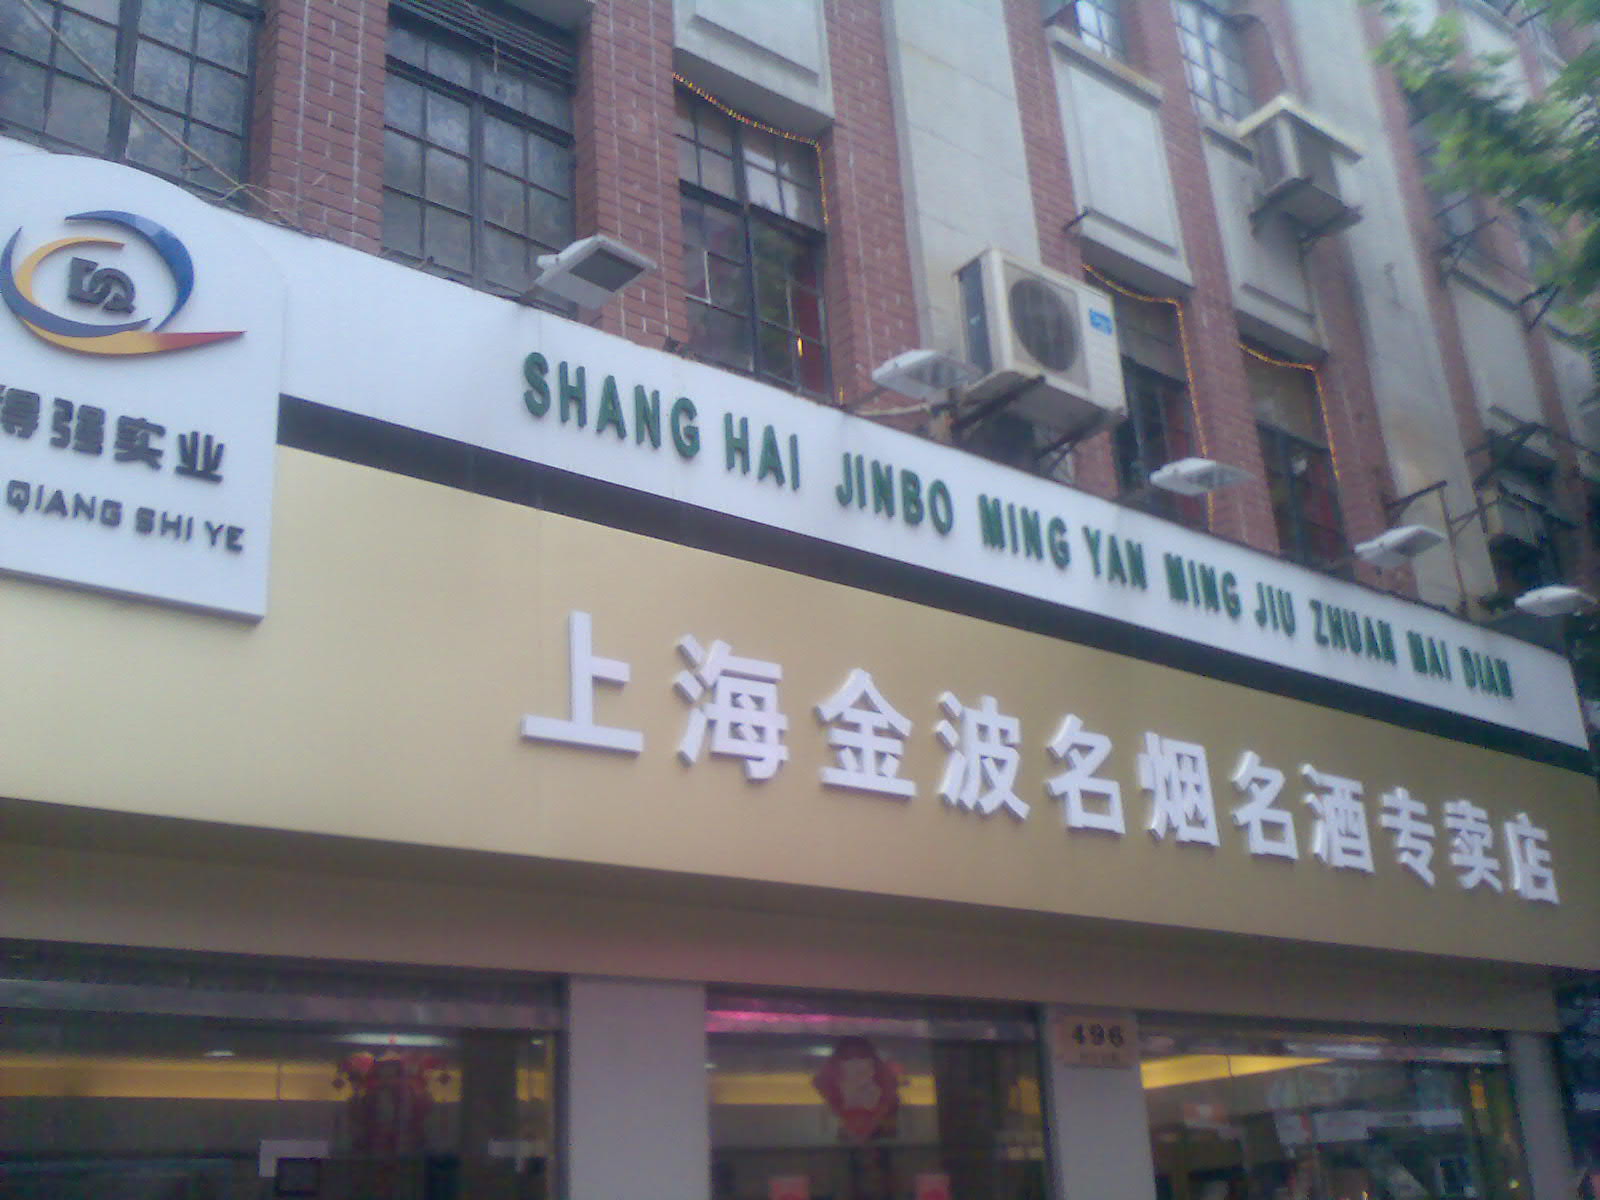 得强实业
QIANG SHI YE
SHANG HAI JINBO MING YAN MING JIU ZHUAN MAI DIAN
上海金波名烟名酒专卖店
496